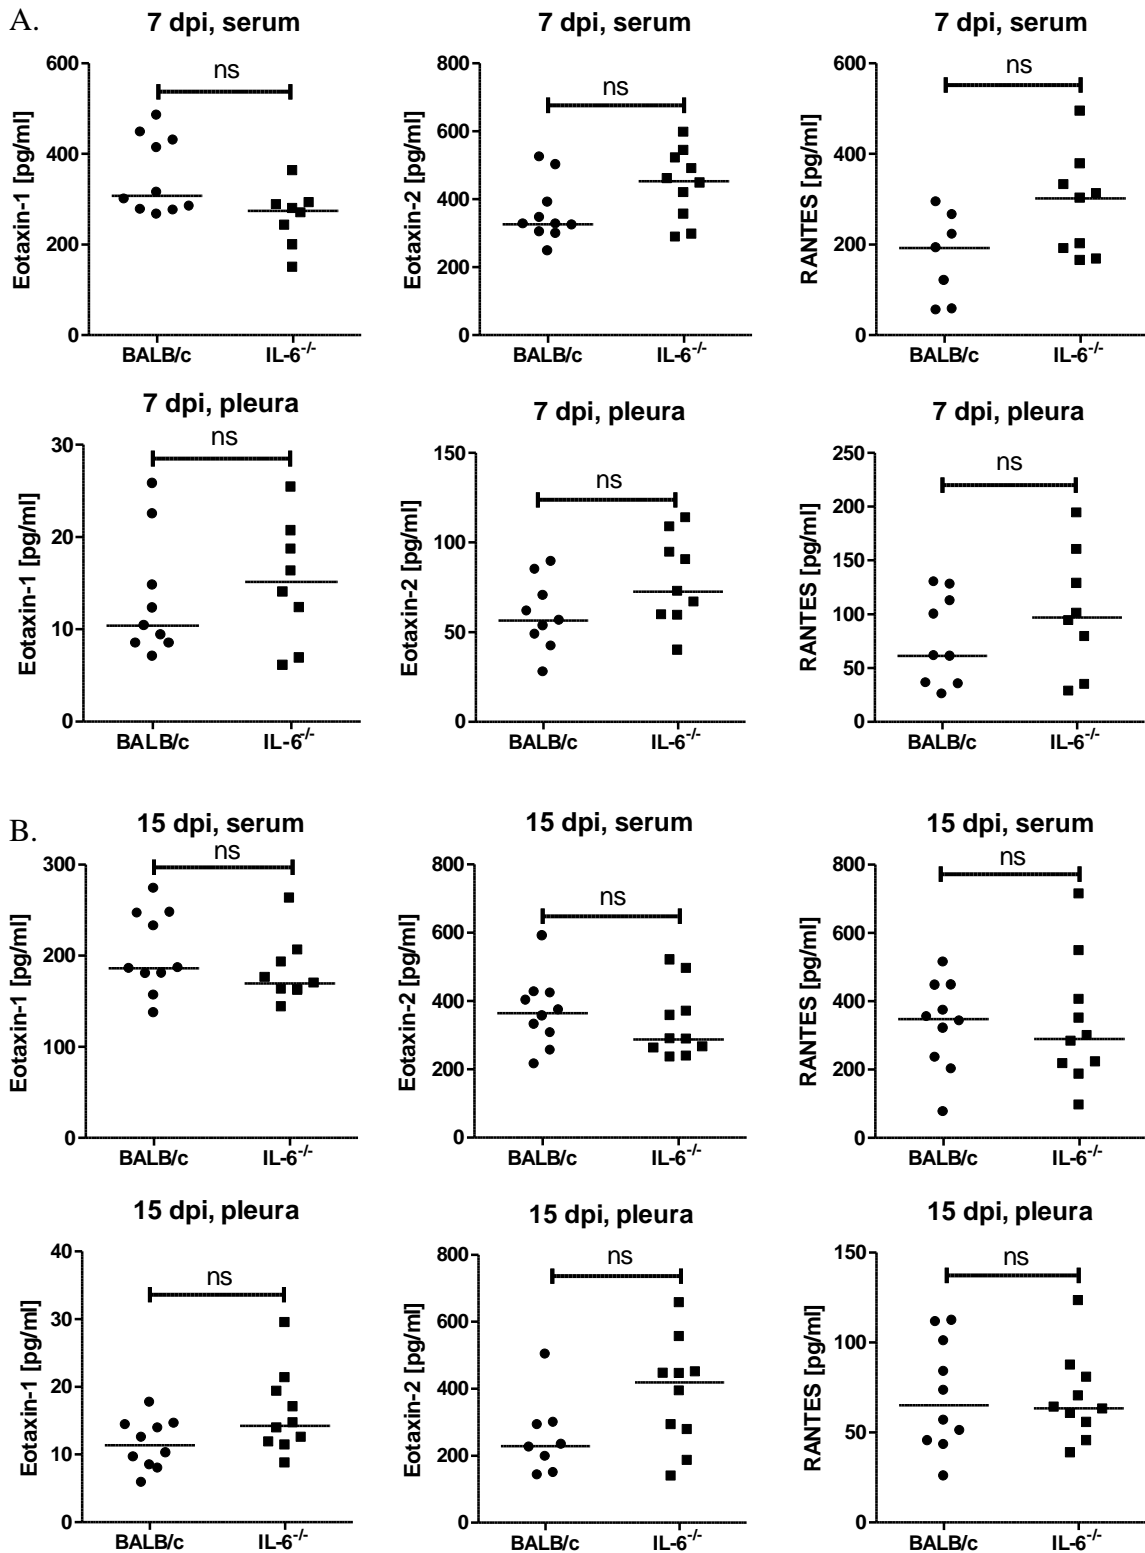 A.
7 dpi, serum
600
400
200
0
Eotaxin-1 [pg/ml]
ns
BALB/c
IL-6-/-
7 dpi, serum
800
600
400
200
0
Eotaxin-2 [pg/ml]
ns
BALB/c
IL-6-/-
7 dpi, serum
600
400
200
0
RANTES [pg/ml]
ns
BALB/c
IL-6-/-
7 dpi, pleura
30
20
10
0
Eotaxin-1 [pg/ml]
ns
BALB/c
IL-6-/-
7 dpi, pleura
150
100
50
0
Eotaxin-2 [pg/ml]
ns
BALB/c
IL-6-/-
7 dpi, pleura
250
200
150
100
50
0
RANTES [pg/ml]
ns
BALB/c
IL-6-/-
B.
15 dpi, serum
300
200
100
0
Eotaxin-1 [pg/ml]
ns
BALB/c
IL-6-/-
15 dpi, serum
800
600
400
200
0
Eotaxin-2 [pg/ml]
ns
BALB/c
IL-6-/-
15 dpi, serum
800
600
400
200
0
RANTES [pg/ml]
ns
BALB/c
IL-6-/-
15 dpi, pleura
40
30
20
10
0
Eotaxin-1 [pg/ml]
ns
BALB/c
IL-6-/-
15 dpi, pleura
800
600
400
200
0
Eotaxin-2 [pg/ml]
ns
BALB/c
IL-6-/-
15 dpi, pleura
150
100
50
0
RANTES [pg/ml]
ns
BALB/c
IL-6-/-